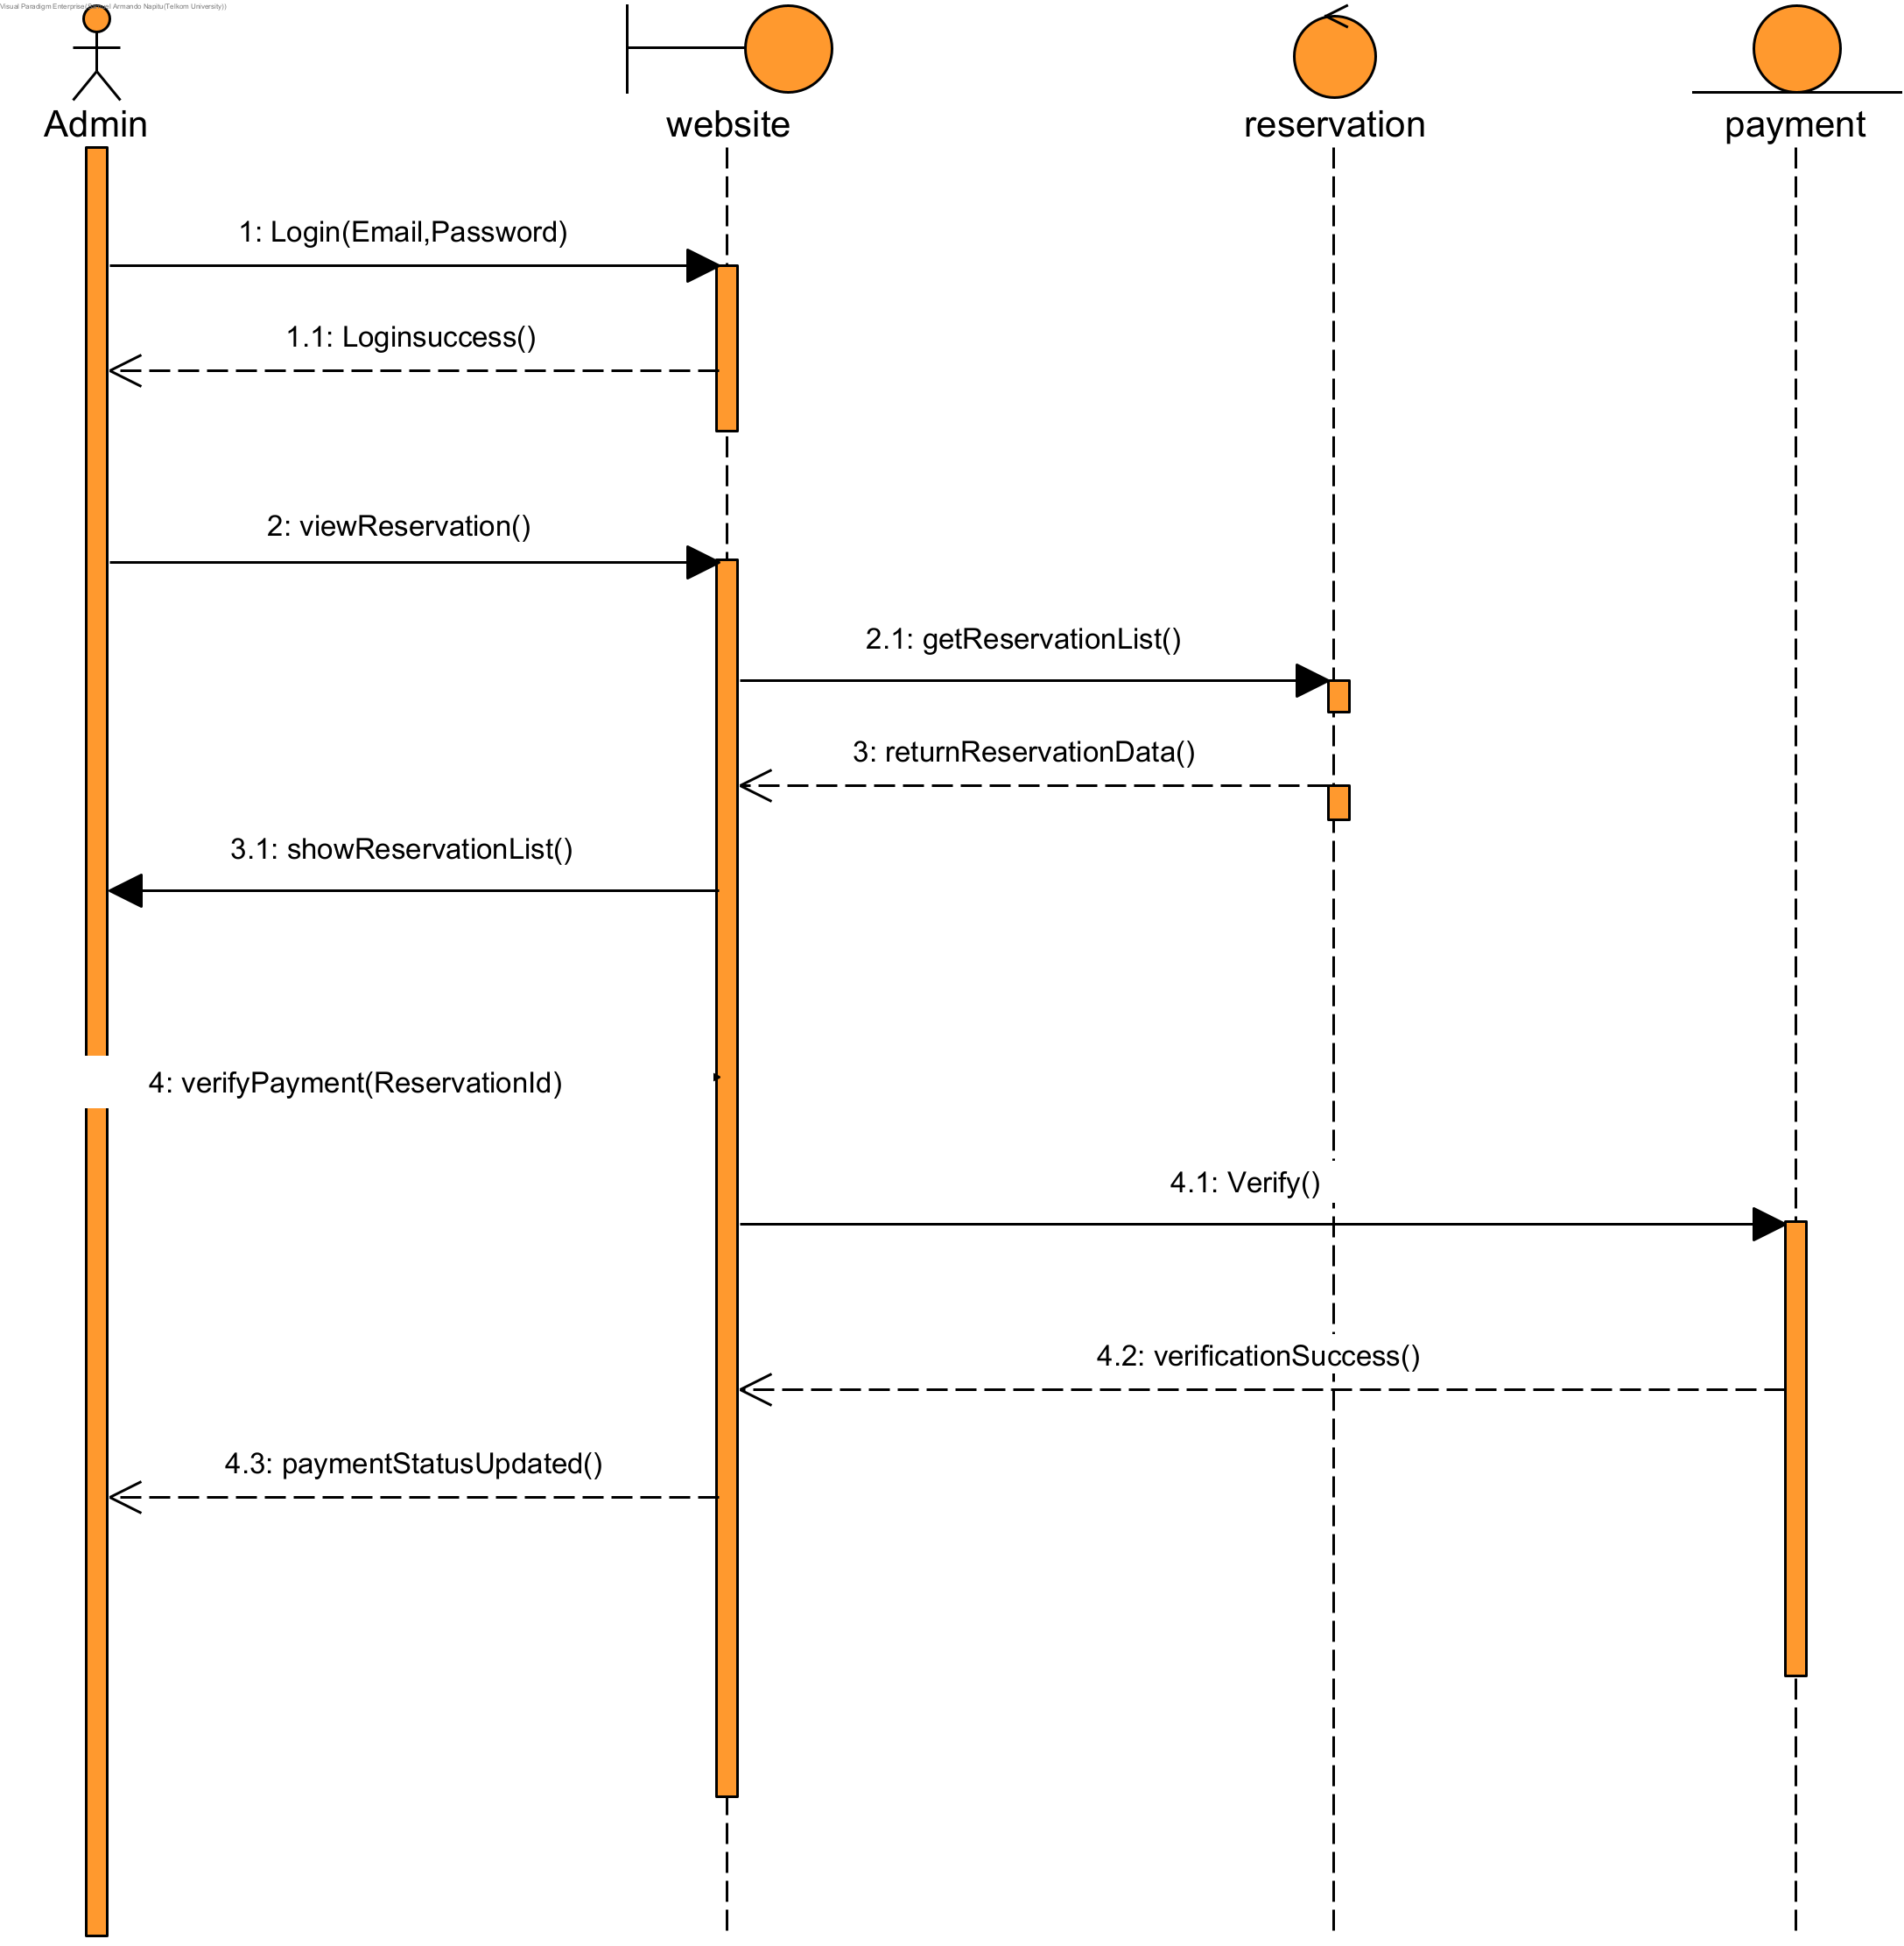 Visual Paradigm Enterprise( Armando Napitu(Telkom University))
Admin
website
reservation
payment
1: Login(Email,Password)
1.1: Loginsuccess()
2: viewReservation()
2.1: getReservationList()
3: returnReservationData()
3.1: showReservationList()
4: verifyPayment(ReservationId)
4.1: Verify()
4.2: verificationSuccess()
4.3: paymentStatusUpdated()